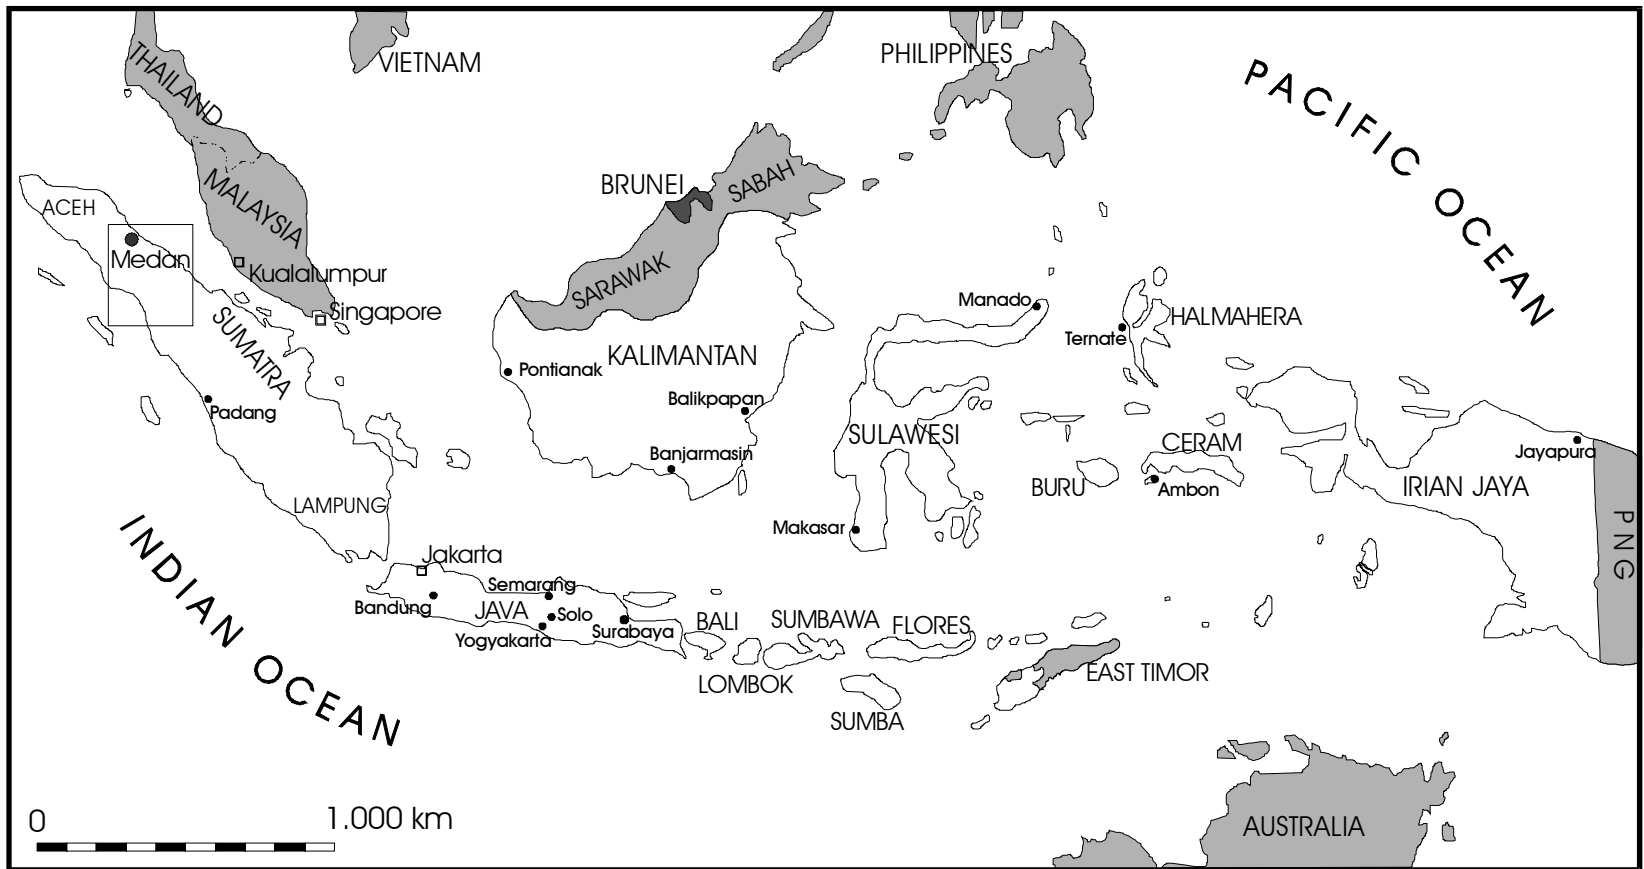 THAILAND
VIETNAM
PHILIPPINES
PACIFIC OCEAN
MALAYSIA
BRUNEI
SABAH
ACEH
Medan
Kualalumpur
SARAWAK
Singapore
Manado
HALMAHERA
Ternate
SUMATRA
KALIMANTAN
Pontianak
Balikpapan
Padang
SULAWESI
CERAM
Jayapura
Banjarmasin
BURU
Ambon
IRIAN JAYA
LAMPUNG
PNG
Makasar
INDIAN OCEAN
Jakarta
Semarang
Bandung
JAVA
Solo
Yogyakarta
Surabaya
BALI
SUMBAWA
FLORES
LOMBOK
EAST TIMOR
SUMBA
0
1.000 km
AUSTRALIA